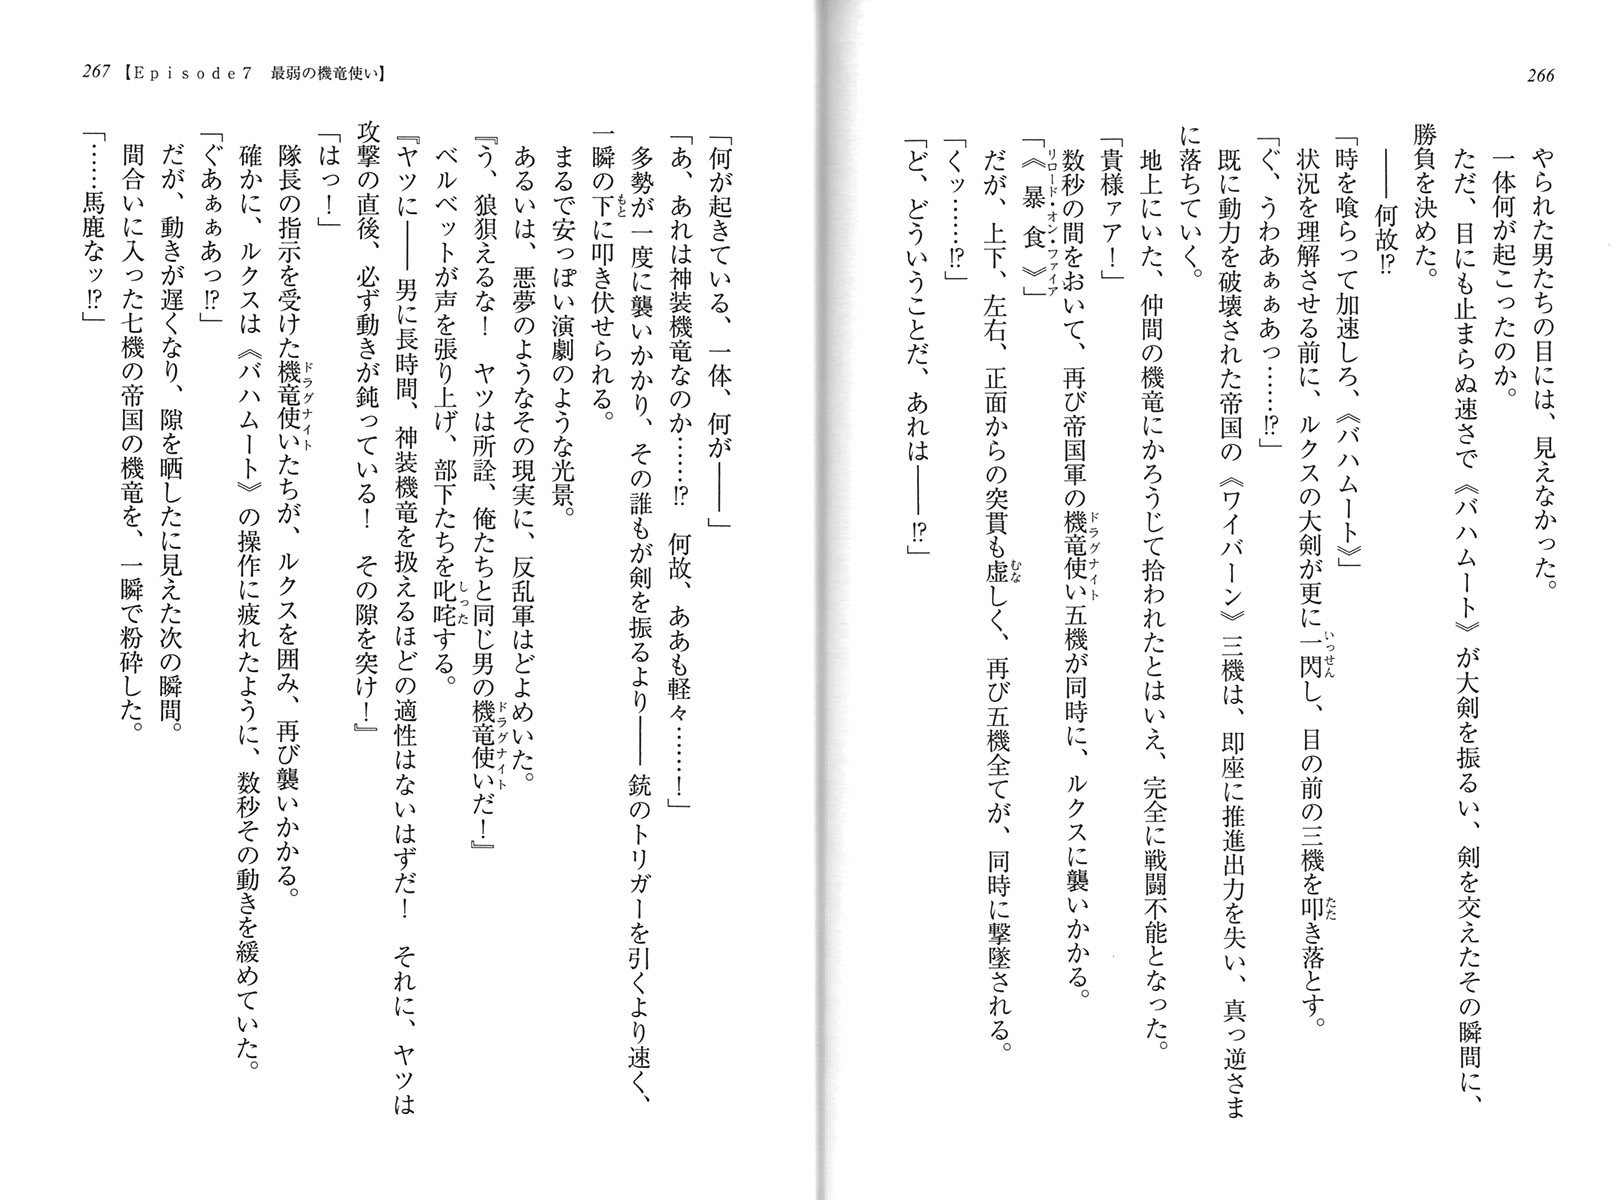 266
やられた男たちの目には、見えなかった。
一体何が起こったのか。
ただ、目にも止まらぬ速さで《バハムート》が大剣を振るい、剣を交えたその瞬間に、
勝負を決めた。
――何故!?
「時を喰らって加速しろ、《バハムート》」
状況を理解させる前に、ルクスの大剣が更に一閃し、目の前の三機を叩き落とす。
「ぐ、うわあぁぁあっ……!?」
既に動力を破壊された帝国の《ワイバーン》三機は、即座に推進出力を失い、真っ逆さま
に落ちていく。
地上にいた、仲間の機竜にかろうじて拾われたとはいえ、完全に戦闘不能となった。
「貴様ァア！」
数秒の間をおいて、再び帝国軍の機竜使い五機が同時に、ルクスに襲いかかる。
「《暴食》」
だが、上下、左右、正面からの突貫も虚しく、再び五機全てが、同時に撃墜される。
「くッ……!?」
「ど、どういうことだ、あれは――!?」
267【Episode7　最弱の機竜使い】
「何が起きている、一体、何が――」
「あ、あれは神装機竜なのか……!?　何故、ああも軽々……！」
多勢が一度に襲いかかり、その誰もが剣を振るより――銃のトリガーを引くより速く、
一瞬の下に叩き伏せられる。
まるで安っぽい演劇のような光景。
あるいは、悪夢のようなその現実に、反乱軍はどよめいた。
『う、狼狽えるな！　ヤツは所詮、俺たちと同じ男の機竜使いだ！』
ベルベットが声を張り上げ、部下たちを叱咤する。
『ヤツに――男に長時間、神装機竜を扱えるほどの適性はないはずだ！　それに、ヤツは
攻撃の直後、必ず動きが鈍っている！　その隙を突け！』
「はっ！」
隊長の指示を受けた機竜使いたちが、ルクスを囲み、再び襲いかかる。
確かに、ルクスは《バハムート》の操作に疲れたように、数秒その動きを緩めていた。
「ぐあぁぁあっ!?」
だが、動きが遅くなり、隙を晒したに見えた次の瞬間。
間合いに入った七機の帝国の機竜を、一瞬で粉砕した。
「……馬鹿なッ!?」